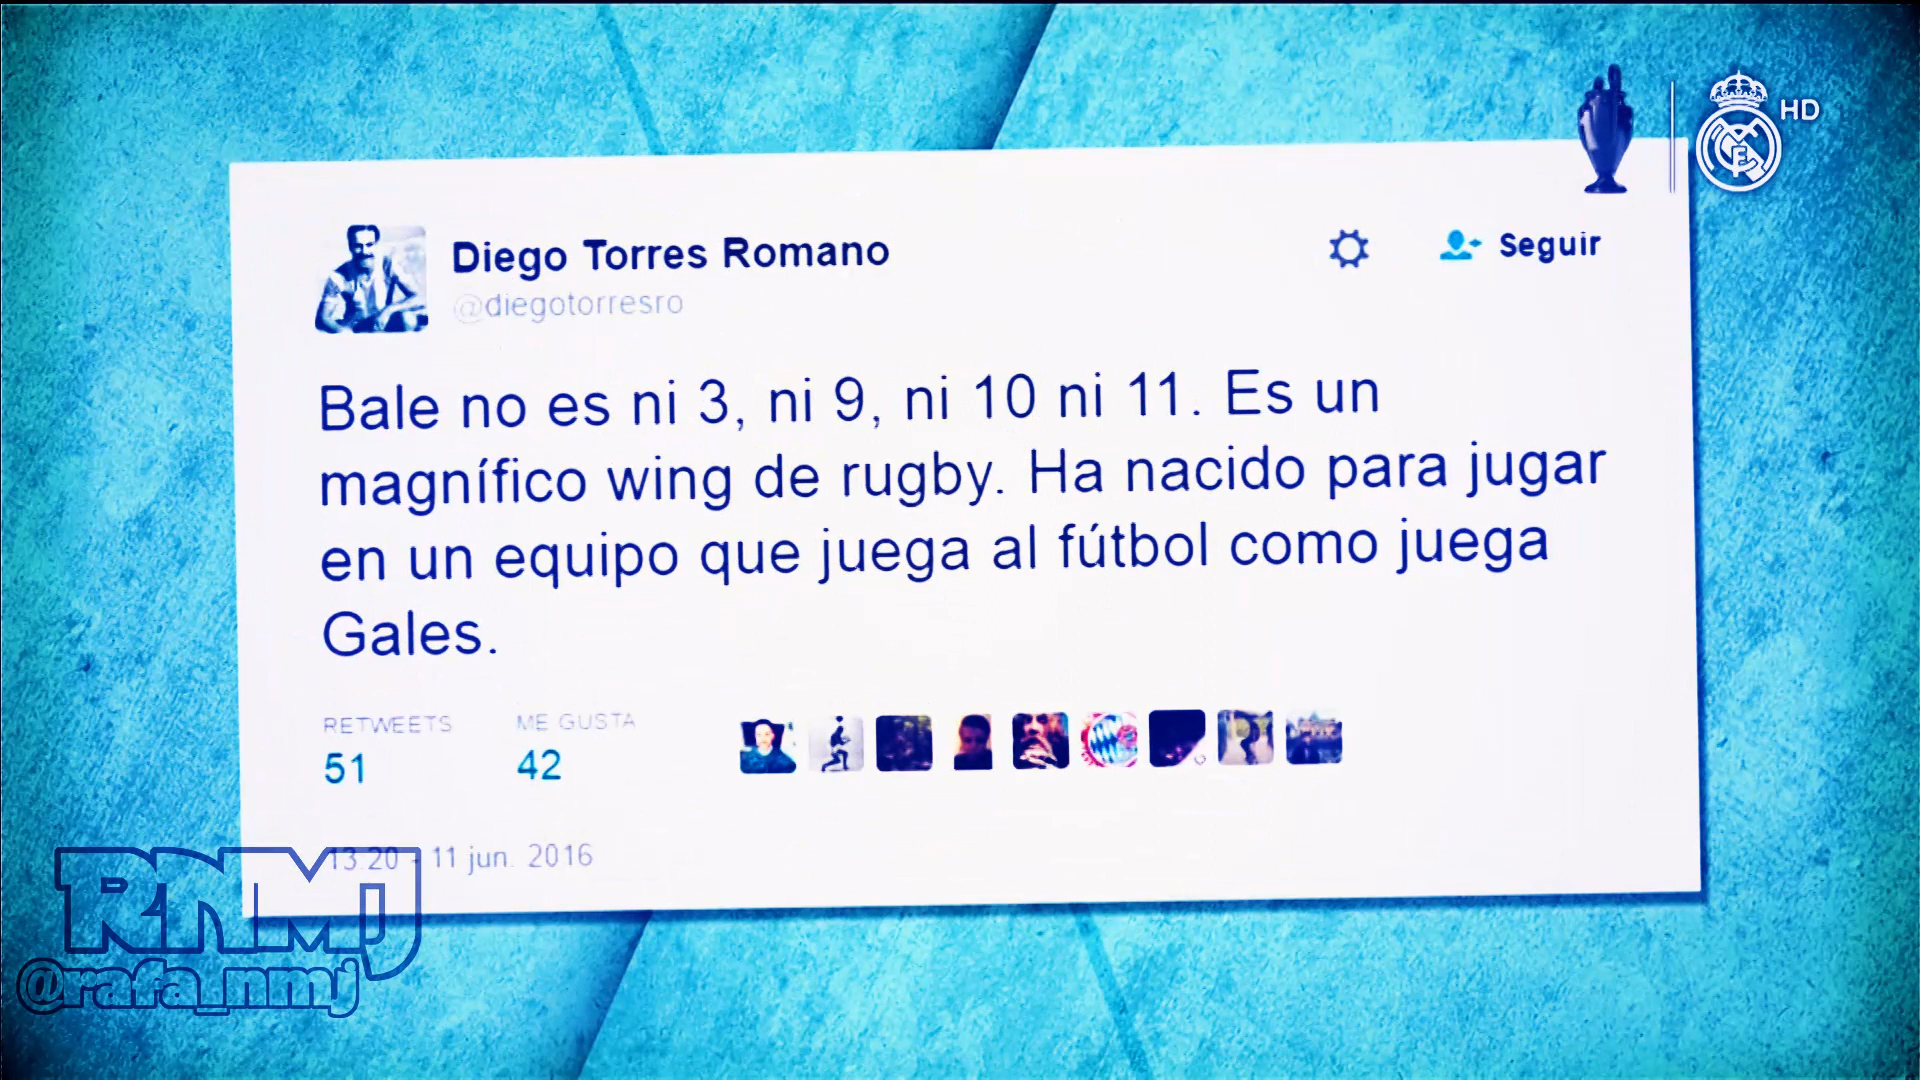 HD
Diego Torres Romano
@diegotorresro
Seguir
Bale no es ni 3, ni 9, ni 10 ni 11. Es un
magnífico wing de rugby. Ha nacido para jugar
en un equipo que juega al fútbol como juega
Gales.
RETWEETS
51
ME GUSTA
42
13:20 - 11 jun. 2016
RNMJ
@rafa_nmj